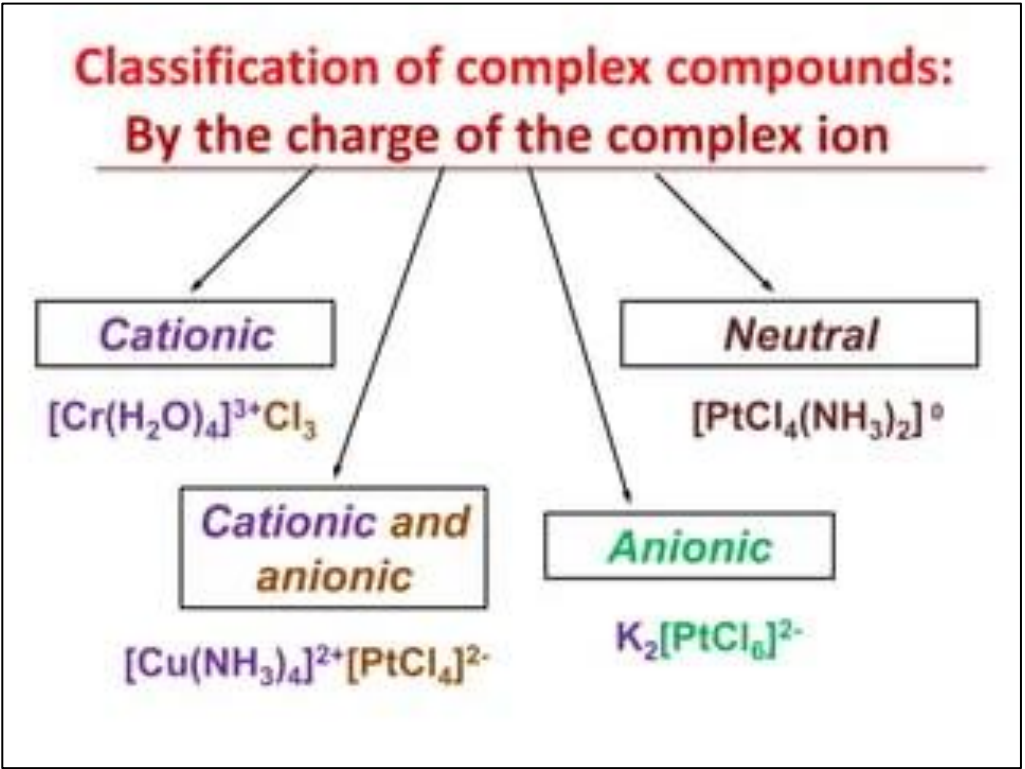 Classification of complex compounds:
By the charge of the complex ion
Cationic
[Cr(H₂O)₄]³⁺Cl₃
Neutral
[PtCl₄(NH₃)₂]⁰
Cationic and
anionic
[Cu(NH₃)₄]²⁺[PtCl₄]²⁻
Anionic
K₂[PtCl₆]²⁻